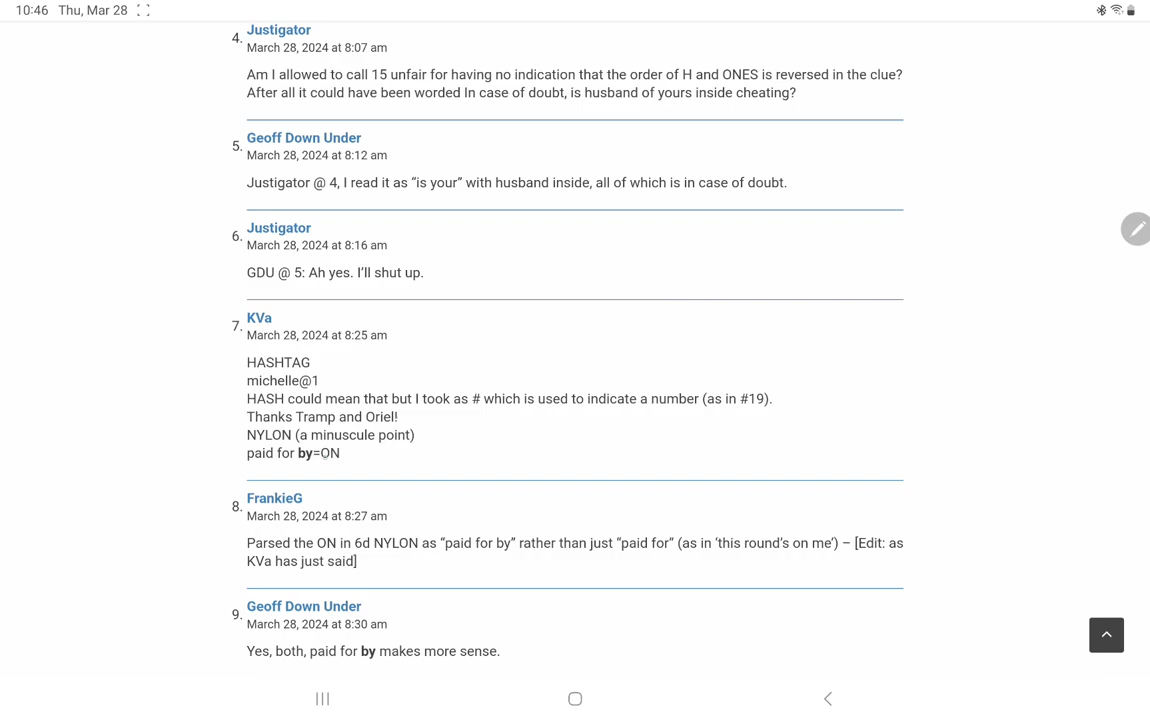 10:46 Thu, Mar 28
4. Justigator
March 28, 2024 at 8:07 am
Am I allowed to call 15 unfair for having no indication that the order of H and ONES is reversed in the clue?
After all it could have been worded In case of doubt, is husband of yours inside cheating?
5. Geoff Down Under
March 28, 2024 at 8:12 am
Justigator @ 4, I read it as “is your” with husband inside, all of which is in case of doubt.
6. Justigator
March 28, 2024 at 8:16 am
GDU @ 5: Ah yes. I’ll shut up.
7. KVa
March 28, 2024 at 8:25 am
HASHTAG
michelle@1
HASH could mean that but I took as # which is used to indicate a number (as in #19).
Thanks Tramp and Oriel!
NYLON (a minuscule point)
paid for by=ON
8. FrankieG
March 28, 2024 at 8:27 am
Parsed the ON in 6d NYLON as “paid for by” rather than just “paid for” (as in ‘this round’s on me’) – [Edit: as
KVa has just said]
9. Geoff Down Under
March 28, 2024 at 8:30 am
Yes, both, paid for by makes more sense.